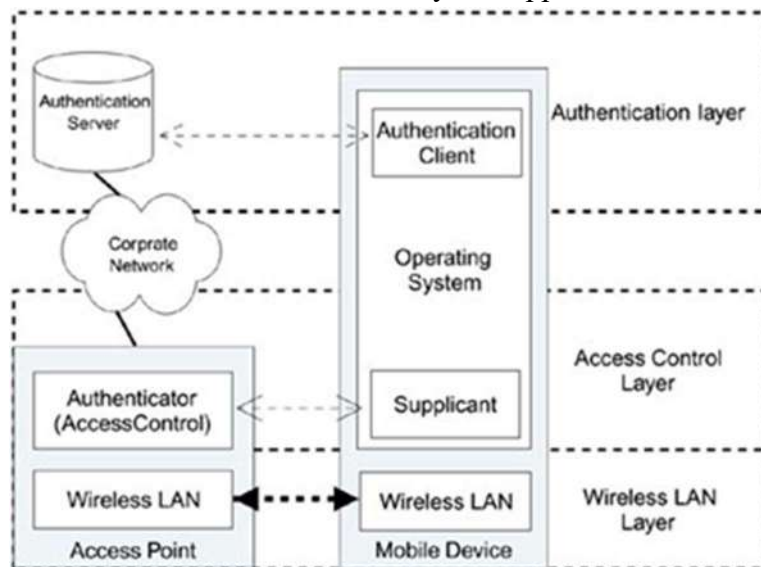 Authentication
Server
Authentication
Client
Authentication layer
Corprate
Network
Operating
System
Access Control
Layer
Authenticator
(AccessControl)
Supplicant
Wireless LAN
Wireless LAN
Wireless LAN
Layer
Access Point
Mobile Device